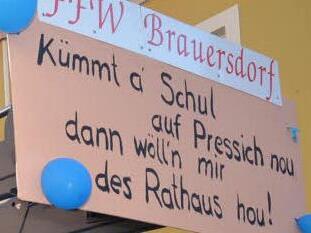 FFW Brauersdorf
Kümmt a Schul
auf Pressich nou
dann wöll'n mir
des Rathaus hou!